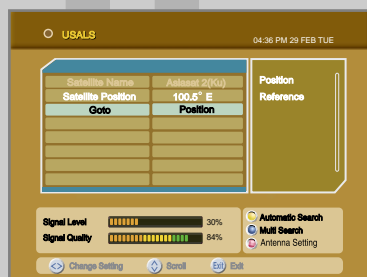 USALS
04:36 PM 29 FEB TUE
Satellite Name Asiasat 2(Ku)
Satellite Position 100.5° E
Goto Position
Position
Reference
Signal Level 30%
Signal Quality 84%
Automatic Search
Multi Search
Antenna Setting
<> Change Setting Scroll Exit Exit